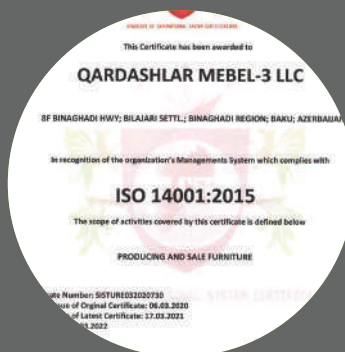 This Certificate has been awarded to
QARDASHLAR MEBEL-3 LLC
8F BINAGHADI HWY; BILAJARI SETTL.; BINAGHADI REGION; BAKU; AZERBAIJAN
In recognition of the organization's Managements System which complies with
ISO 14001:2015
The scope of activities covered by this certificate is defined below
PRODUCING AND SALE FURNITURE
Number: SISTURE032020730
of Orginal Certificate: 06.03.2020
of Latest Certificate: 17.03.2021